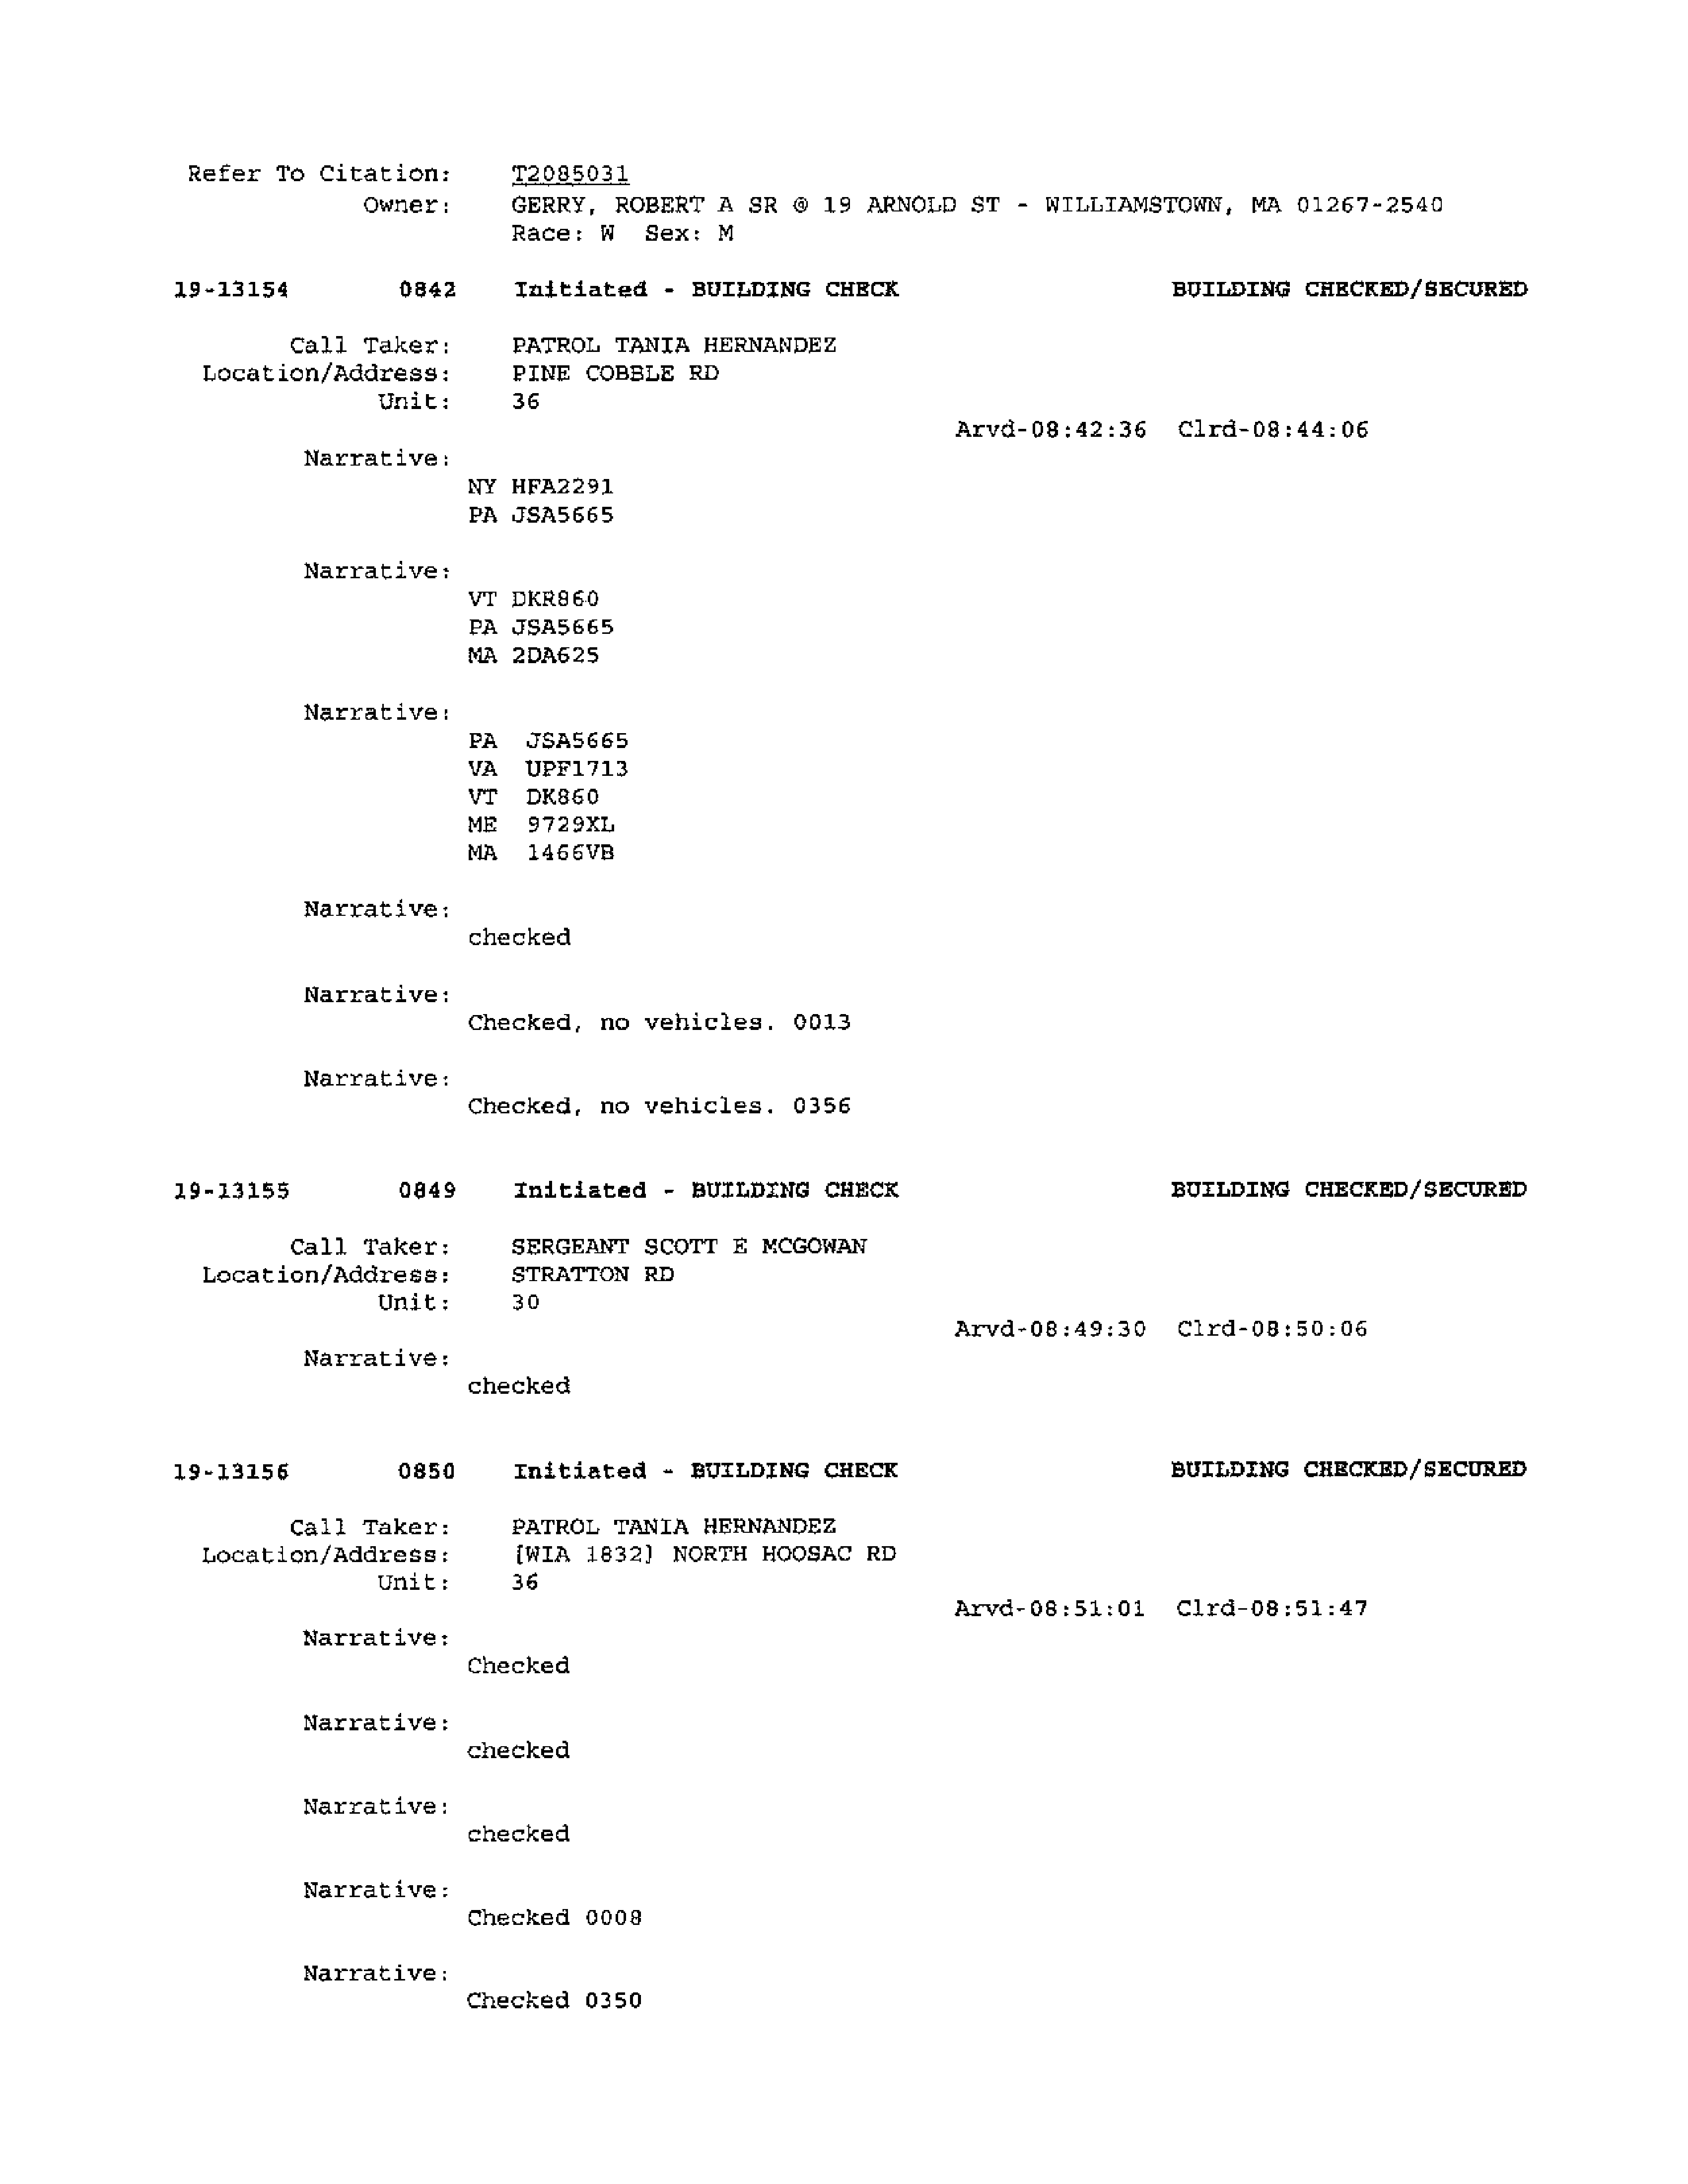 Refer To Citation: T2085031
Owner: GERRY, ROBERT A SR @ 19 ARNOLD ST - WILLIAMSTOWN, MA 01267-2540
Race: W Sex: M
19-13154 0842 Initiated - BUILDING CHECK BUILDING CHECKED/SECURED
Call Taker: PATROL TANIA HERNANDEZ
Location/Address: PINE COBBLE RD
Unit: 36
Arvd-08:42:36 Clrd-08:44:06
Narrative:
NY HFA2291
PA JSA5665
Narrative:
VT DKR860
PA JSA5665
MA 2DA625
Narrative:
PA JSA5665
VA UPF1713
VT DK860
ME 9729XL
MA 1466VB
Narrative:
checked
Narrative:
Checked, no vehicles. 0013
Narrative:
Checked, no vehicles. 0356
19-13155 0849 Initiated - BUILDING CHECK BUILDING CHECKED/SECURED
Call Taker: SERGEANT SCOTT E MCGOWAN
Location/Address: STRATTON RD
Unit: 30
Arvd-08:49:30 Clrd-08:50:06
Narrative:
checked
19-13156 0850 Initiated - BUILDING CHECK BUILDING CHECKED/SECURED
Call Taker: PATROL TANIA HERNANDEZ
Location/Address: [WIA 1832] NORTH HOOSAC RD
Unit: 36
Arvd-08:51:01 Clrd-08:51:47
Narrative:
Checked
Narrative:
checked
Narrative:
checked
Narrative:
Checked 0008
Narrative:
Checked 0350